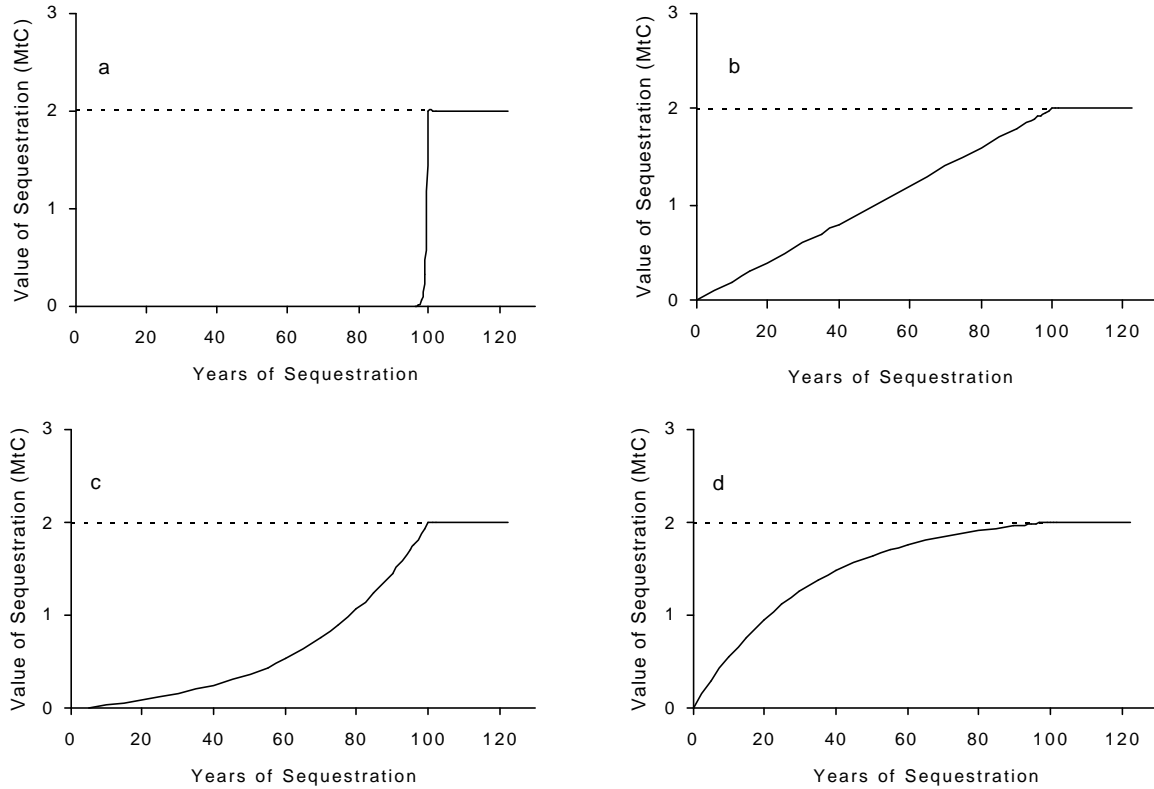 3
2
1
0
Value of Sequestration (MtC)
a
0 20 40 60 80 100 120
Years of Sequestration
3
2
1
0
Value of Sequestration (MtC)
b
0 20 40 60 80 100 120
Years of Sequestration
3
2
1
0
Value of Sequestration (MtC)
c
0 20 40 60 80 100 120
Years of Sequestration
3
2
1
0
Value of Sequestration (MtC)
d
0 20 40 60 80 100 120
Years of Sequestration